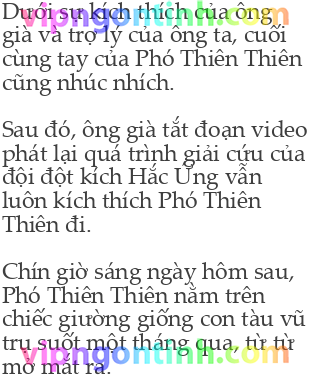 Dưới sự kích thích của ông
già và trợ lý của ông ta, cuối
cùng tay của Phó Thiên Thiên
cũng nhúc nhích.
Sau đó, ông già tắt đoạn video
phát lại quá trình giải cứu của
đội đột kích Hắc Ưng vẫn
luôn kích thích Phó Thiên
Thiên đi.
Chín giờ sáng ngày hôm sau,
Phó Thiên Thiên nằm trên
chiếc giường giống con tàu vũ
trụ suốt một tháng qua, từ từ
mở mắt ra.
vipngontinh.com
vipngontinh.com